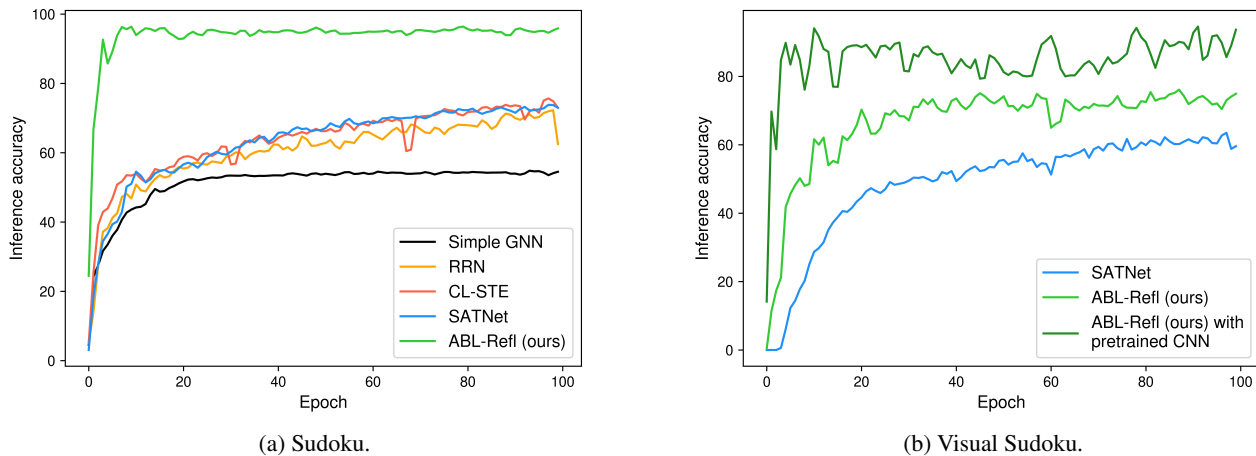 100
80
60
40
20
0
Inference accuracy
0 20 40 60 80 100
Epoch
Simple GNN
RRN
CL-STE
SATNet
ABL-Refl (ours)
(a) Sudoku.
80
60
40
20
0
Inference accuracy
0 20 40 60 80 100
Epoch
SATNet
ABL-Refl (ours)
ABL-Refl (ours) with
pretrained CNN
(b) Visual Sudoku.